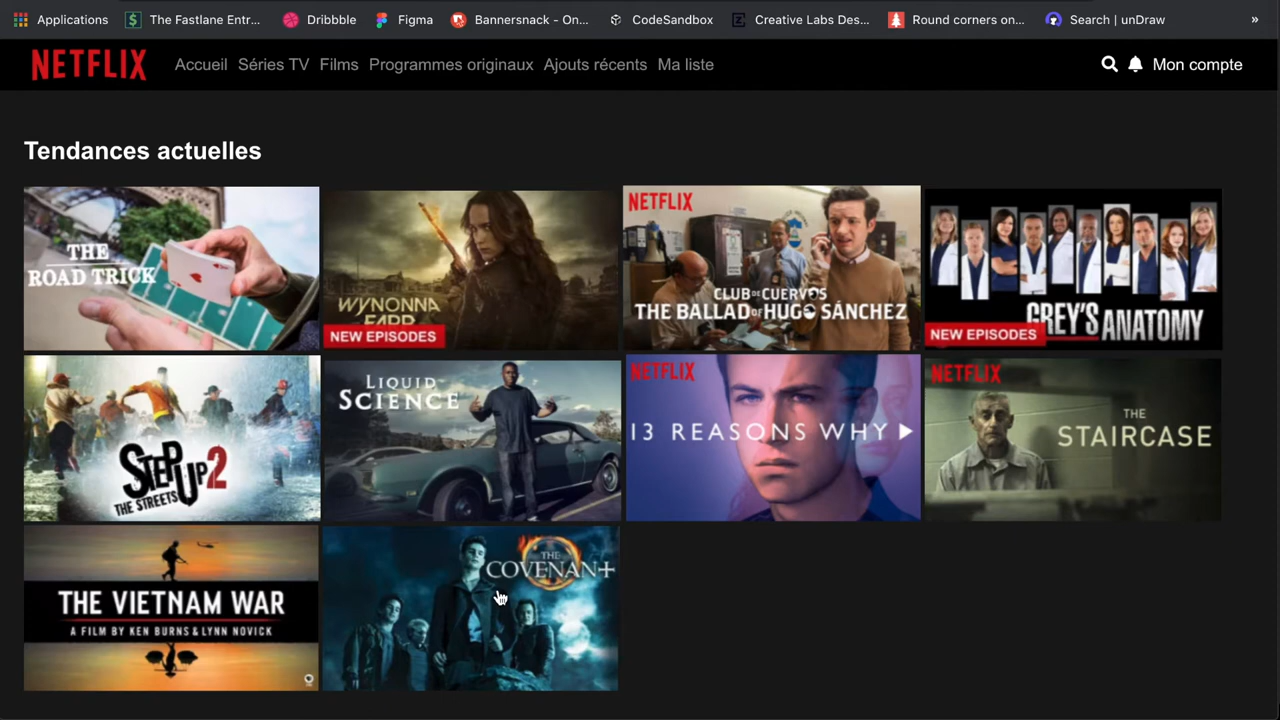 Applications The Fastlane Entr... Dribbble Figma Bannersnack - On... CodeSandbox Creative Labs Des... Round corners on... Search | unDraw »
NETFLIX Accueil Séries TV Films Programmes originaux Ajouts récents Ma liste Mon compte
Tendances actuelles
THE
ROAD TRICK
WYNONNA
EARP
NEW EPISODES
NETFLIX
CLUB DE CUERVOS
THE BALLAD OF HUGO SÁNCHEZ
GREY'S ANATOMY
NEW EPISODES
STEP UP 2
THE STREETS
LIQUID
SCIENCE
NETFLIX
13 REASONS WHY
NETFLIX
THE
STAIRCASE
THE VIETNAM WAR
A FILM BY KEN BURNS & LYNN NOVICK
THE
COVENANT